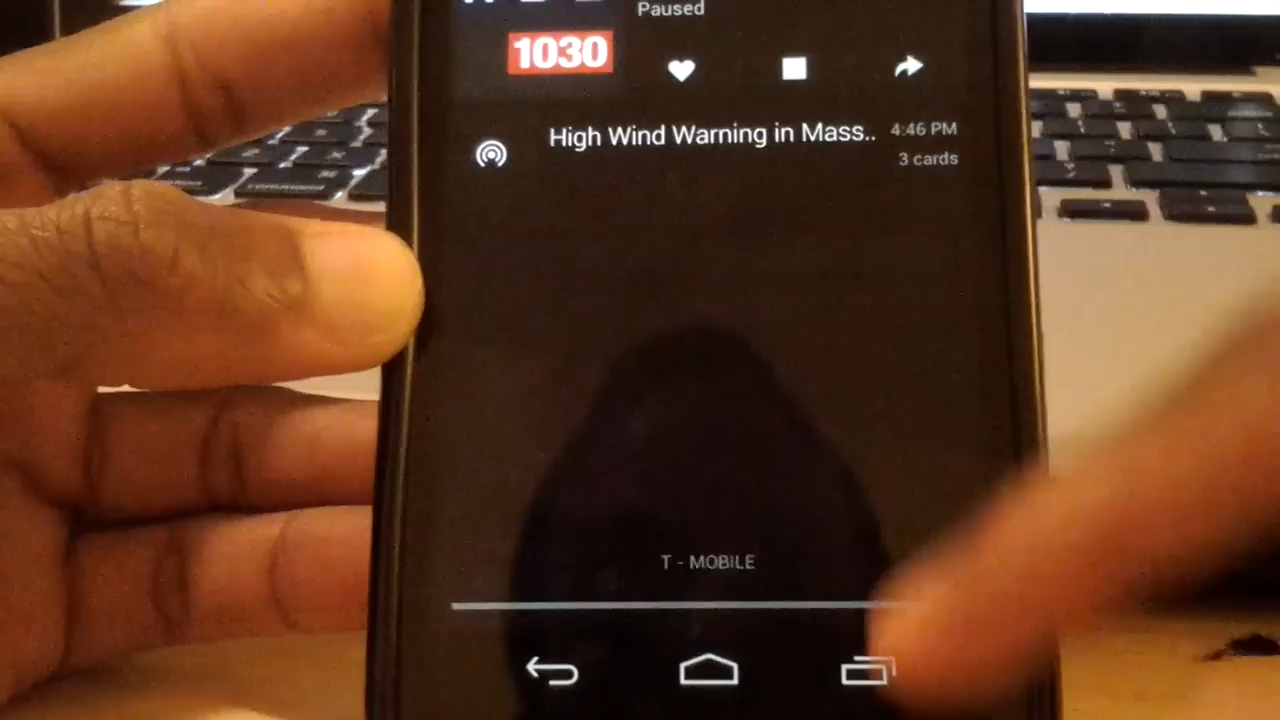 Paused
1030
High Wind Warning in Mass..
4:46 PM
3 cards
T - MOBILE